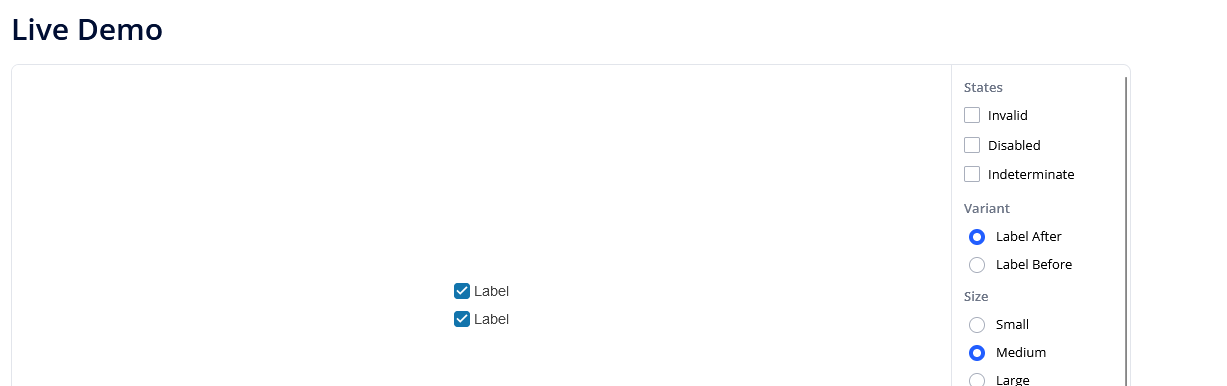 Live Demo
States
Invalid
Disabled
Indeterminate
Variant
Label After
Label Before
Label
Label
Size
Small
Medium
Large